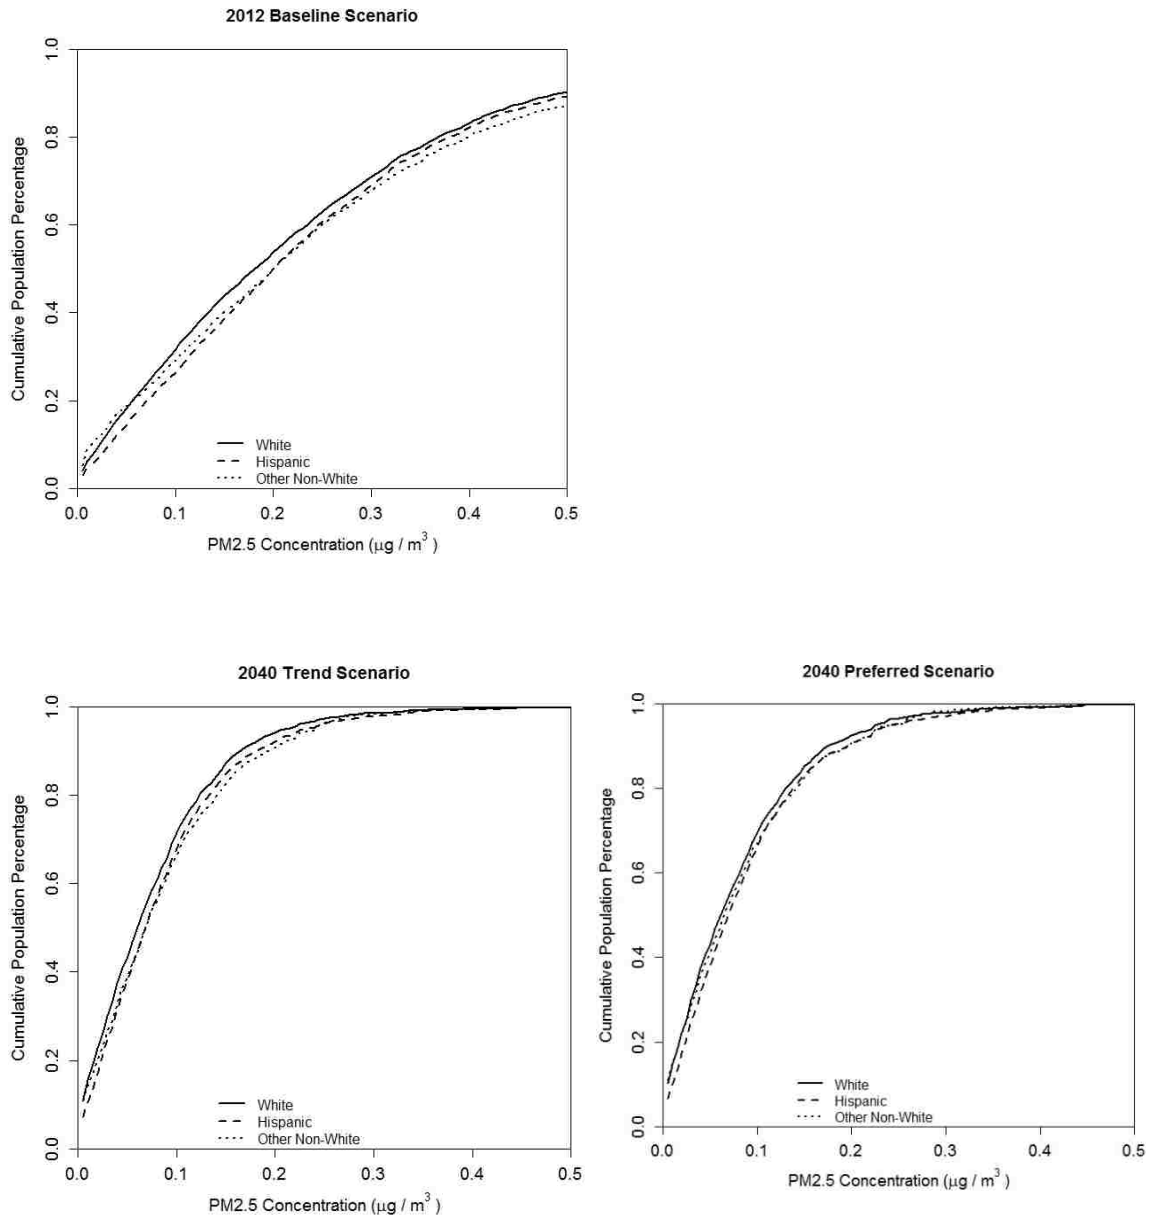 2012 Baseline Scenario
Cumulative Population Percentage
1.0
0.8
0.6
0.4
0.2
0.0
White
Hispanic
Other Non-White
0.0 0.1 0.2 0.3 0.4 0.5
PM2.5 Concentration (μg / m³ )
2040 Trend Scenario
Cumulative Population Percentage
1.0
0.8
0.6
0.4
0.2
0.0
White
Hispanic
Other Non-White
0.0 0.1 0.2 0.3 0.4 0.5
PM2.5 Concentration (μg / m³ )
2040 Preferred Scenario
Cumulative Population Percentage
1.0
0.8
0.6
0.4
0.2
0.0
White
Hispanic
Other Non-White
0.0 0.1 0.2 0.3 0.4 0.5
PM2.5 Concentration (μg / m³ )